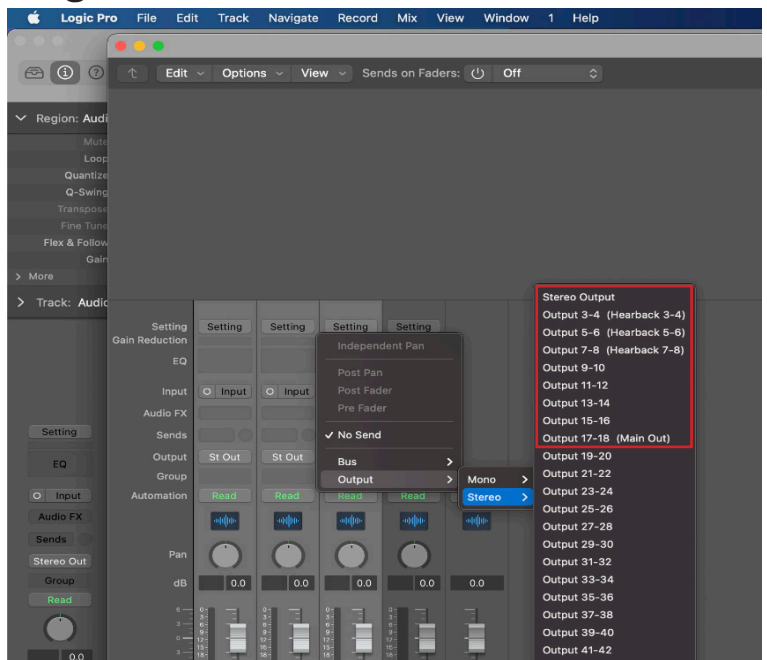 Logic Pro File Edit Track Navigate Record Mix View Window 1 Help
Edit Options View Sends on Faders: Off
Region: Audi
Mute
Loop
Quantize
Q-Swing
Transpose
Fine Tune
Flex & Follow
Gain
More
Track: Audio
Setting
EQ
Input
Audio FX
Sends
Stereo Out
Group
Read
0.0
Setting Setting Setting Setting Setting
Gain Reduction
EQ
Input Input Input
Audio FX
Sends
Output St Out St Out
Group
Automation Read Read Read Read
Pan
dB 0.0 0.0 0.0 0.0 0.0
Independent Pan
Post Pan
Post Fader
Pre Fader
✓ No Send
Bus >
Output >
Mono >
Stereo >
Stereo Output
Output 3-4 (Hearback 3-4)
Output 5-6 (Hearback 5-6)
Output 7-8 (Hearback 7-8)
Output 9-10
Output 11-12
Output 13-14
Output 15-16
Output 17-18 (Main Out)
Output 19-20
Output 21-22
Output 23-24
Output 25-26
Output 27-28
Output 29-30
Output 31-32
Output 33-34
Output 35-36
Output 37-38
Output 39-40
Output 41-42